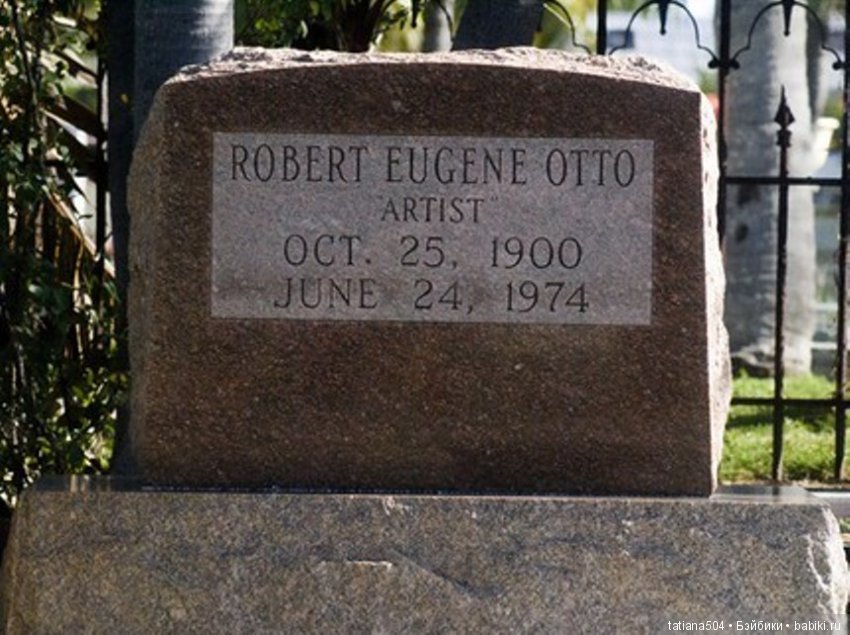 ROBERT EUGENE OTTO
"ARTIST"
OCT. 25, 1900
JUNE 24, 1974
tatiana504 • Бэйбики • babiki.ru